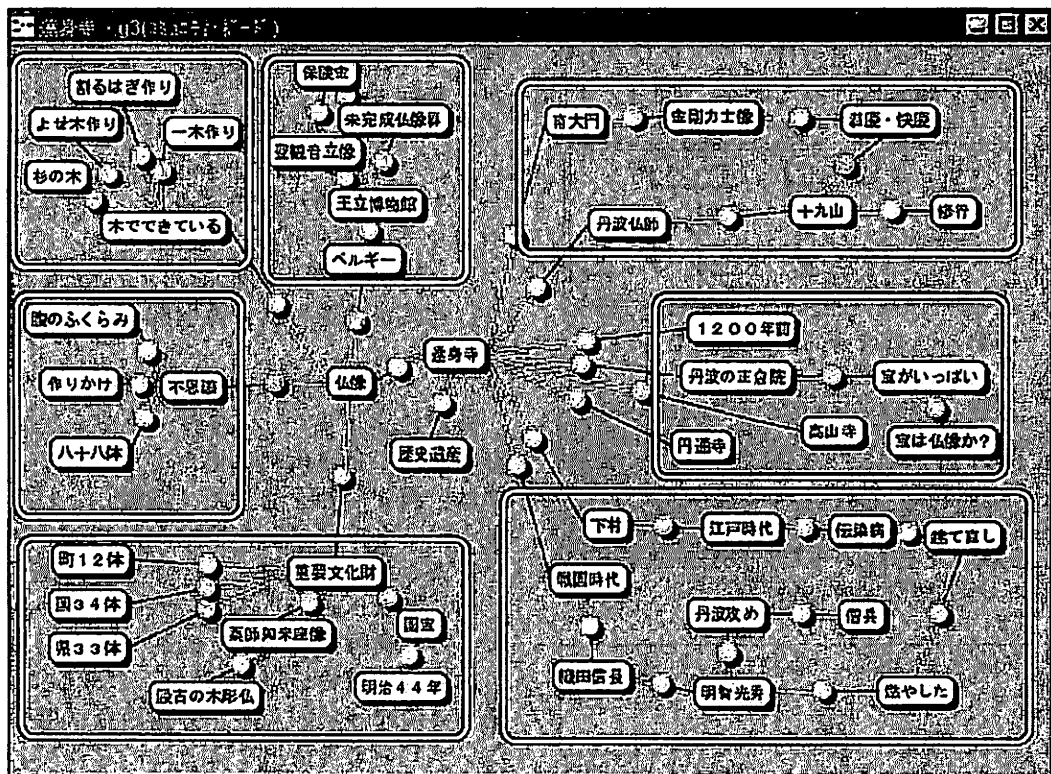 割るはぎ作り
よせ木作り
一木作り
杉の木
木でできている
保険金
未完成仏像群
王立博物館
ベルギー
南大門
金剛力士像
運慶・快慶
丹波仏師
十九山
修行
腹のふくらみ
作りかけ
不思議
八十八体
仏像
達身寺
歴史遺産
1200年前
丹波の正倉院
宝がいっぱい
高山寺
円通寺
宝は仏像か?
町12体
国34体
県33体
重要文化財
薬師如来座像
国宝
最古の木彫仏
明治44年
下村
江戸時代
伝染病
建て直し
戦国時代
丹波攻め
僧兵
織田信長
明智光秀
燃やした